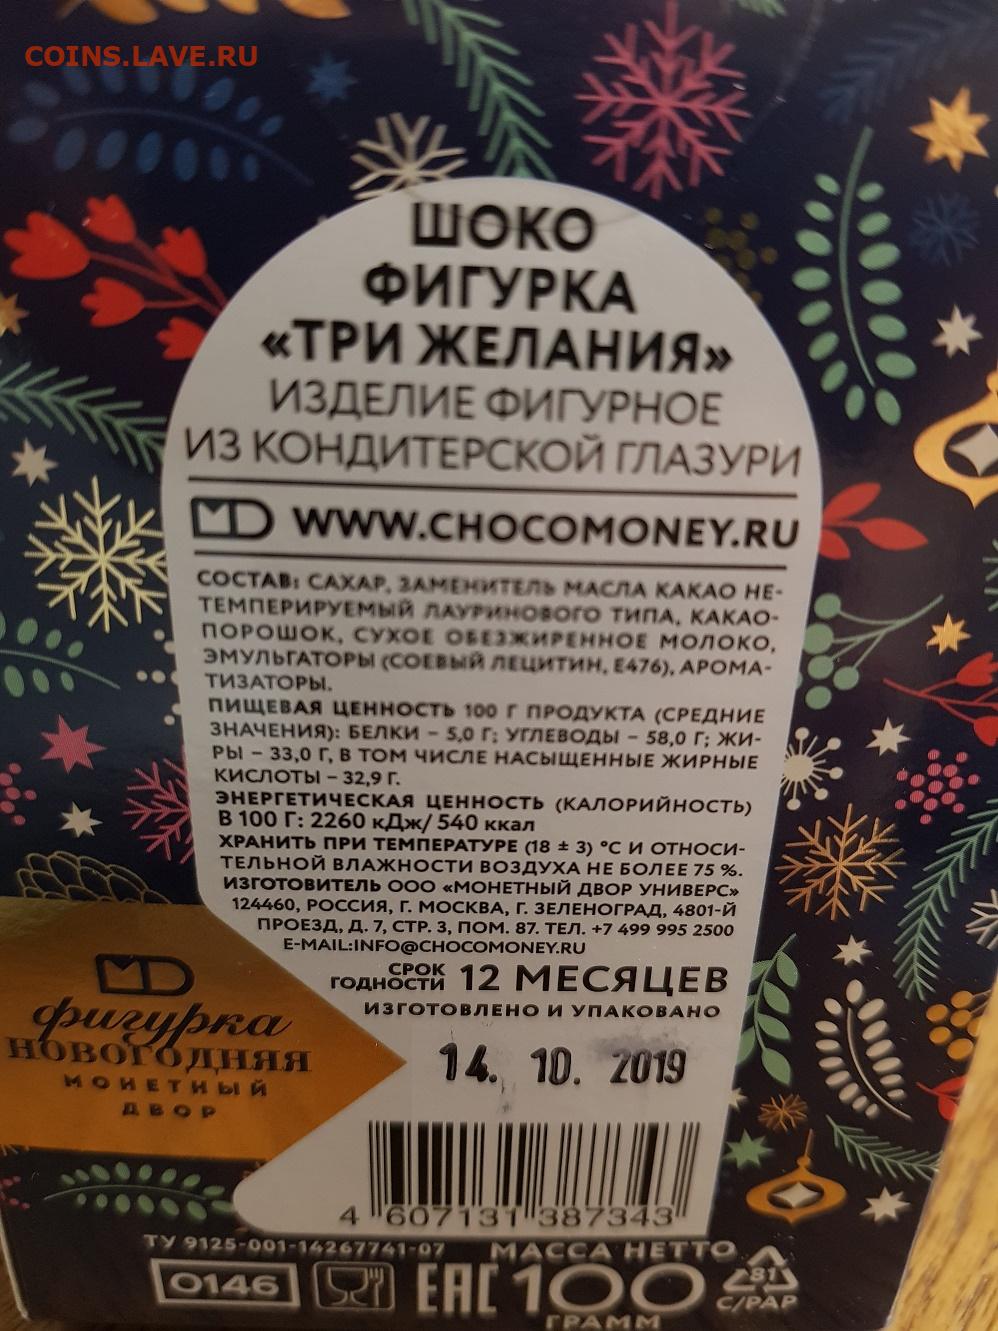 COINS.LAVE.RU
ШОКО
ФИГУРКА
«ТРИ ЖЕЛАНИЯ»
ИЗДЕЛИЕ ФИГУРНОЕ
ИЗ КОНДИТЕРСКОЙ ГЛАЗУРИ
MD WWW.CHOCOMONEY.RU
СОСТАВ: САХАР, ЗАМЕНИТЕЛЬ МАСЛА КАКАО НЕ-
ТЕМПЕРИРУЕМЫЙ ЛАУРИНОВОГО ТИПА, КАКАО-
ПОРОШОК, СУХОЕ ОБЕЗЖИРЕННОЕ МОЛОКО,
ЭМУЛЬГАТОРЫ (СОЕВЫЙ ЛЕЦИТИН, Е476), АРОМА-
ТИЗАТОРЫ.
ПИЩЕВАЯ ЦЕННОСТЬ 100 Г ПРОДУКТА (СРЕДНИЕ
ЗНАЧЕНИЯ): БЕЛКИ – 5,0 Г; УГЛЕВОДЫ – 58,0 Г; ЖИ-
РЫ – 33,0 Г, В ТОМ ЧИСЛЕ НАСЫЩЕННЫЕ ЖИРНЫЕ
КИСЛОТЫ – 32,9 Г.
ЭНЕРГЕТИЧЕСКАЯ ЦЕННОСТЬ (КАЛОРИЙНОСТЬ)
В 100 Г: 2260 кДж/ 540 ккал
ХРАНИТЬ ПРИ ТЕМПЕРАТУРЕ (18 ± 3) °С И ОТНОСИ-
ТЕЛЬНОЙ ВЛАЖНОСТИ ВОЗДУХА НЕ БОЛЕЕ 75 %.
ИЗГОТОВИТЕЛЬ ООО «МОНЕТНЫЙ ДВОР УНИВЕРС»
124460, РОССИЯ, Г. МОСКВА, Г. ЗЕЛЕНОГРАД, 4801-Й
ПРОЕЗД, Д. 7, СТР. 3, ПОМ. 87. ТЕЛ. +7 499 995 2500
E-MAIL:INFO@CHOCOMONEY.RU
СРОК
ГОДНОСТИ 12 МЕСЯЦЕВ
ИЗГОТОВЛЕНО И УПАКОВАНО
14. 10. 2019
MD
фигурка
НОВОГОДНЯЯ
МОНЕТНЫЙ
ДВОР
4 607131 387343
ТУ 9125-001-14267741-07
МАССА НЕТТО
0146
EAC
100
ГРАММ
81
C/PAP